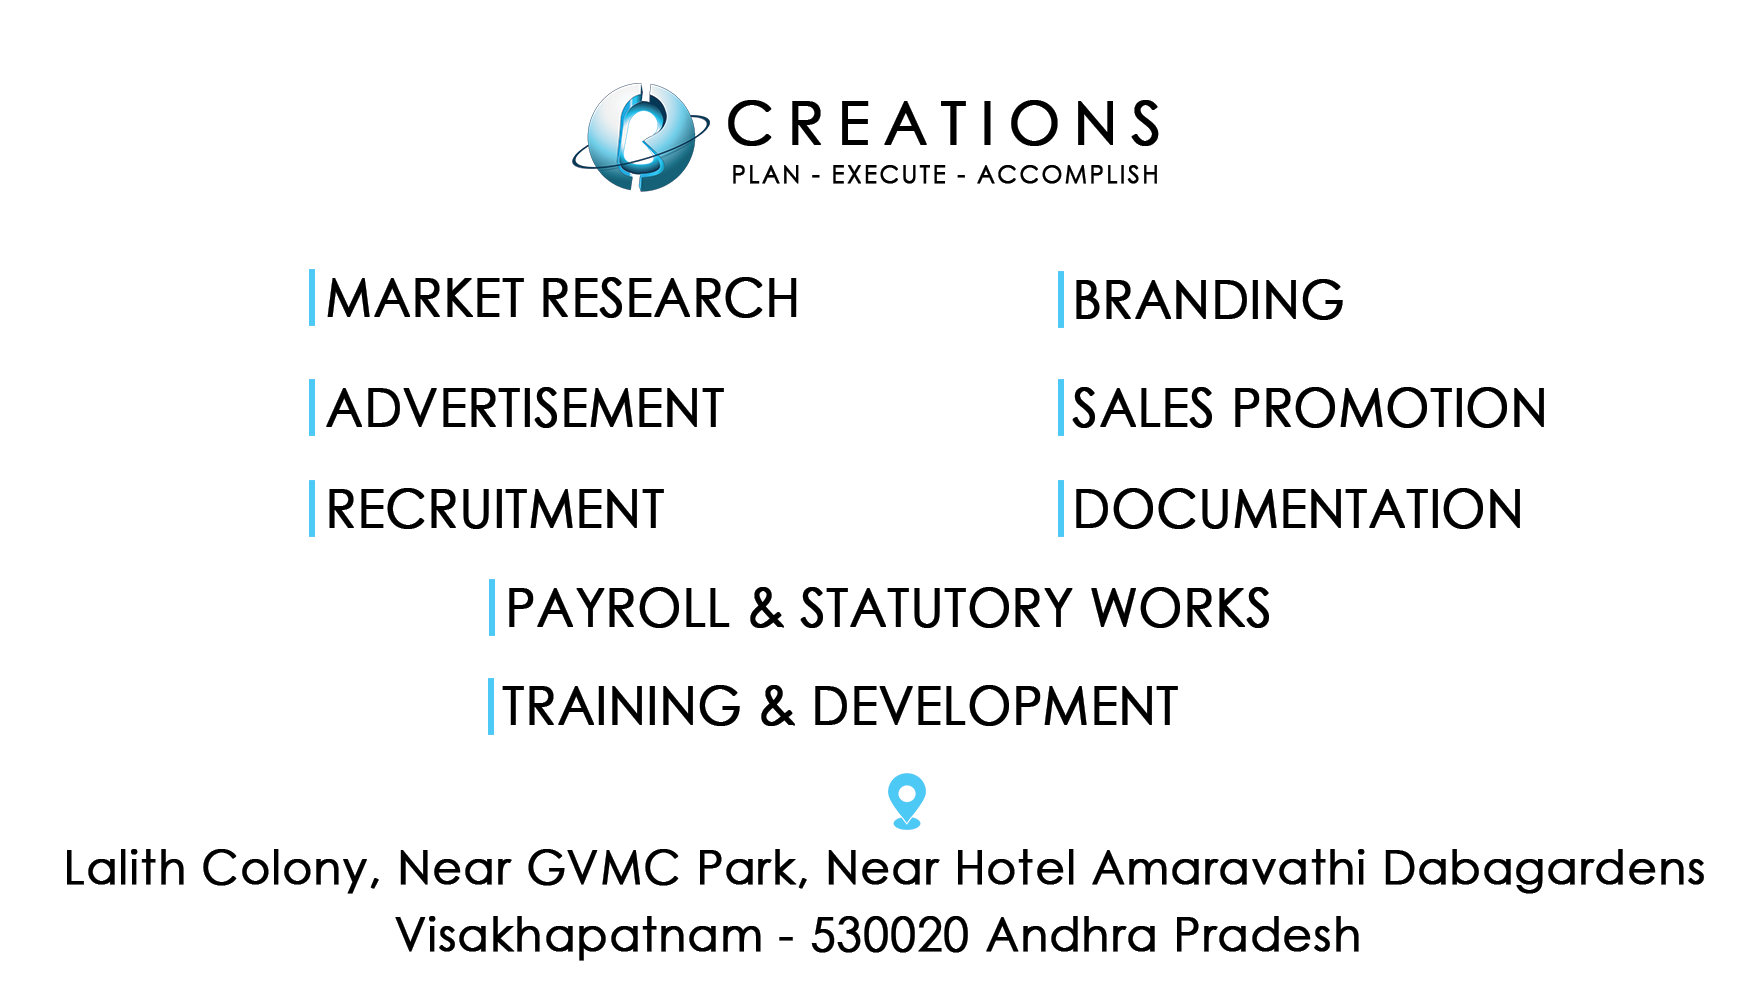 CREATIONS
PLAN - EXECUTE - ACCOMPLISH
MARKET RESEARCH
BRANDING
ADVERTISEMENT
SALES PROMOTION
RECRUITMENT
DOCUMENTATION
PAYROLL & STATUTORY WORKS
TRAINING & DEVELOPMENT
Lalith Colony, Near GVMC Park, Near Hotel Amaravathi Dabagardens
Visakhapatnam - 530020 Andhra Pradesh